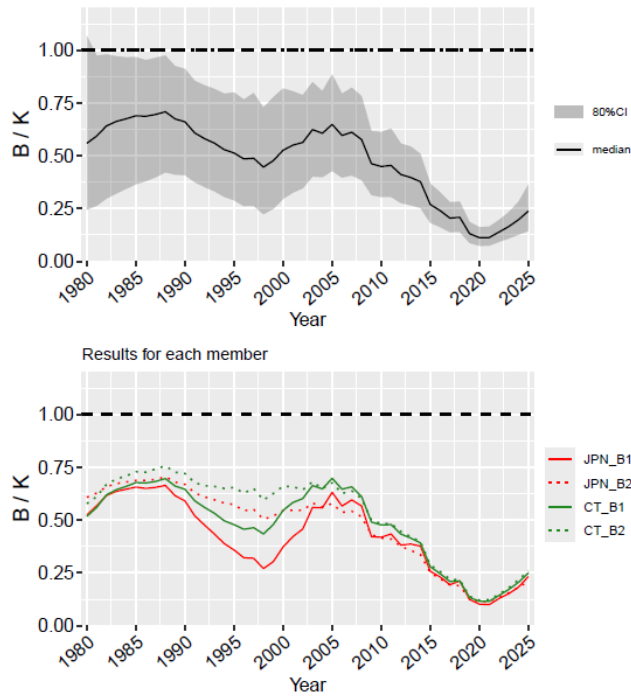 1.00
0.75
0.50
0.25
0.00
B / K
1980
1985
1990
1995
2000
2005
2010
2015
2020
2025
Year
80%CI
median
Results for each member
1.00
0.75
0.50
0.25
0.00
B / K
1980
1985
1990
1995
2000
2005
2010
2015
2020
2025
Year
JPN_B1
JPN_B2
CT_B1
CT_B2